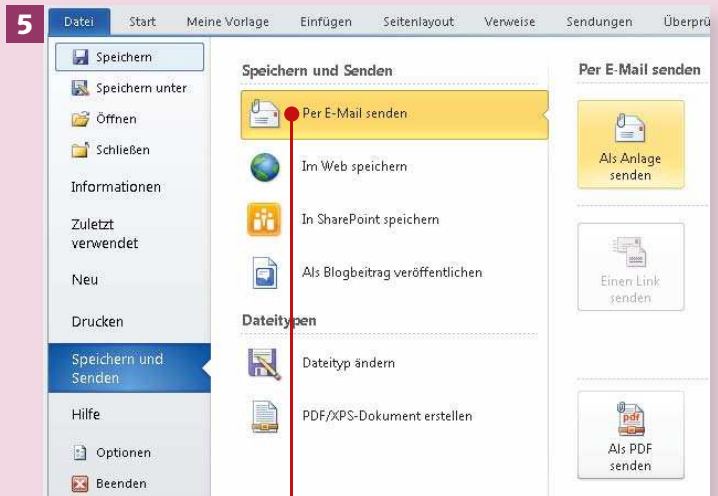 5
Datei Start Meine Vorlage Einfügen Seitenlayout Verweise Sendungen Überprü
Speichern
Speichern unter
Öffnen
Schließen
Informationen
Zuletzt
verwendet
Neu
Drucken
Speichern und
Senden
Hilfe
Optionen
Beenden
Speichern und Senden
Per E-Mail senden
Im Web speichern
In SharePoint speichern
Als Blogbeitrag veröffentlichen
Dateitypen
Dateityp ändern
PDF/XPS-Dokument erstellen
Per E-Mail senden
Als Anlage
senden
Einen Link
senden
pdf
Als PDF
senden